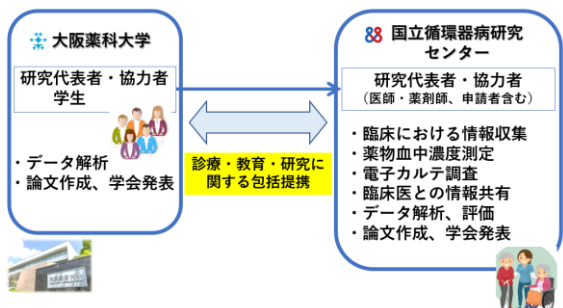 大阪薬科大学
研究代表者・協力者
学生
・データ解析
・論文作成、学会発表
診療・教育・研究に
関する包括提携
国立循環器病研究
センター
研究代表者・協力者
（医師・薬剤師、申請者含む）
・臨床における情報収集
・薬物血中濃度測定
・電子カルテ調査
・臨床医との情報共有
・データ解析、評価
・論文作成、学会発表